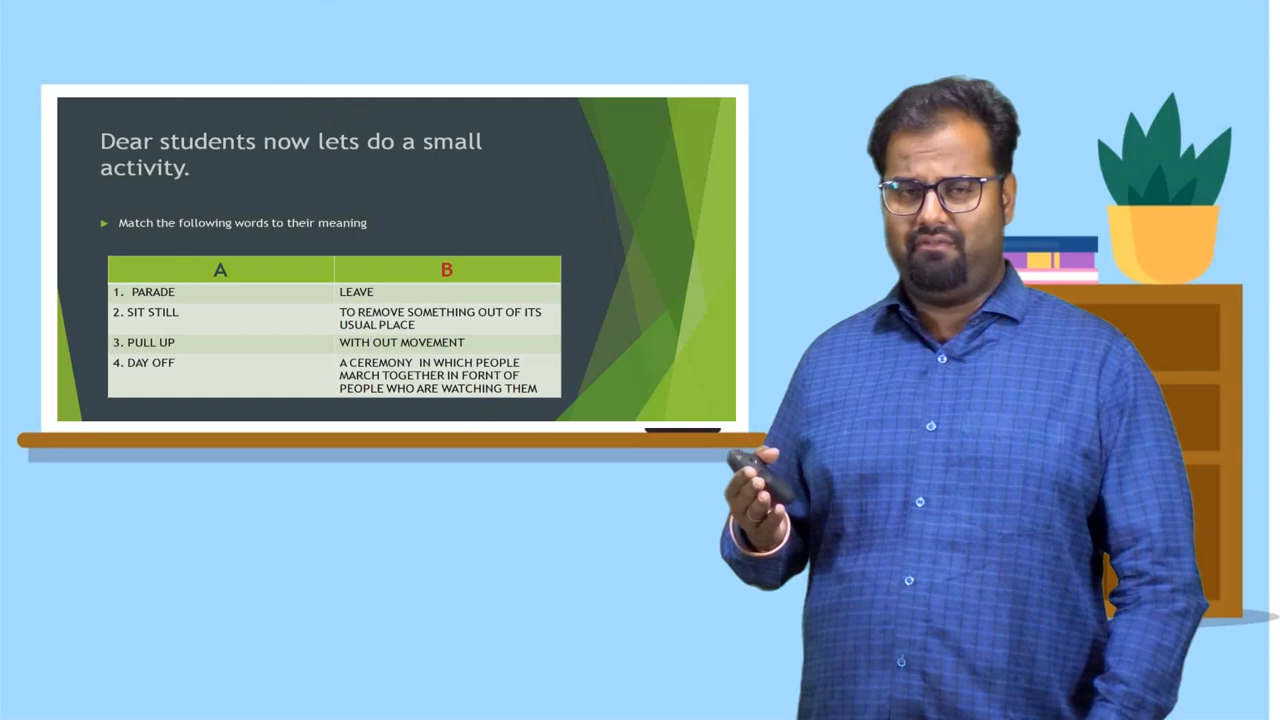 Dear students now lets do a small
activity.
Match the following words to their meaning
A B
1. PARADE LEAVE
2. SIT STILL TO REMOVE SOMETHING OUT OF ITS
USUAL PLACE
3. PULL UP WITH OUT MOVEMENT
4. DAY OFF A CEREMONY IN WHICH PEOPLE
MARCH TOGETHER IN FORNT OF
PEOPLE WHO ARE WATCHING THEM